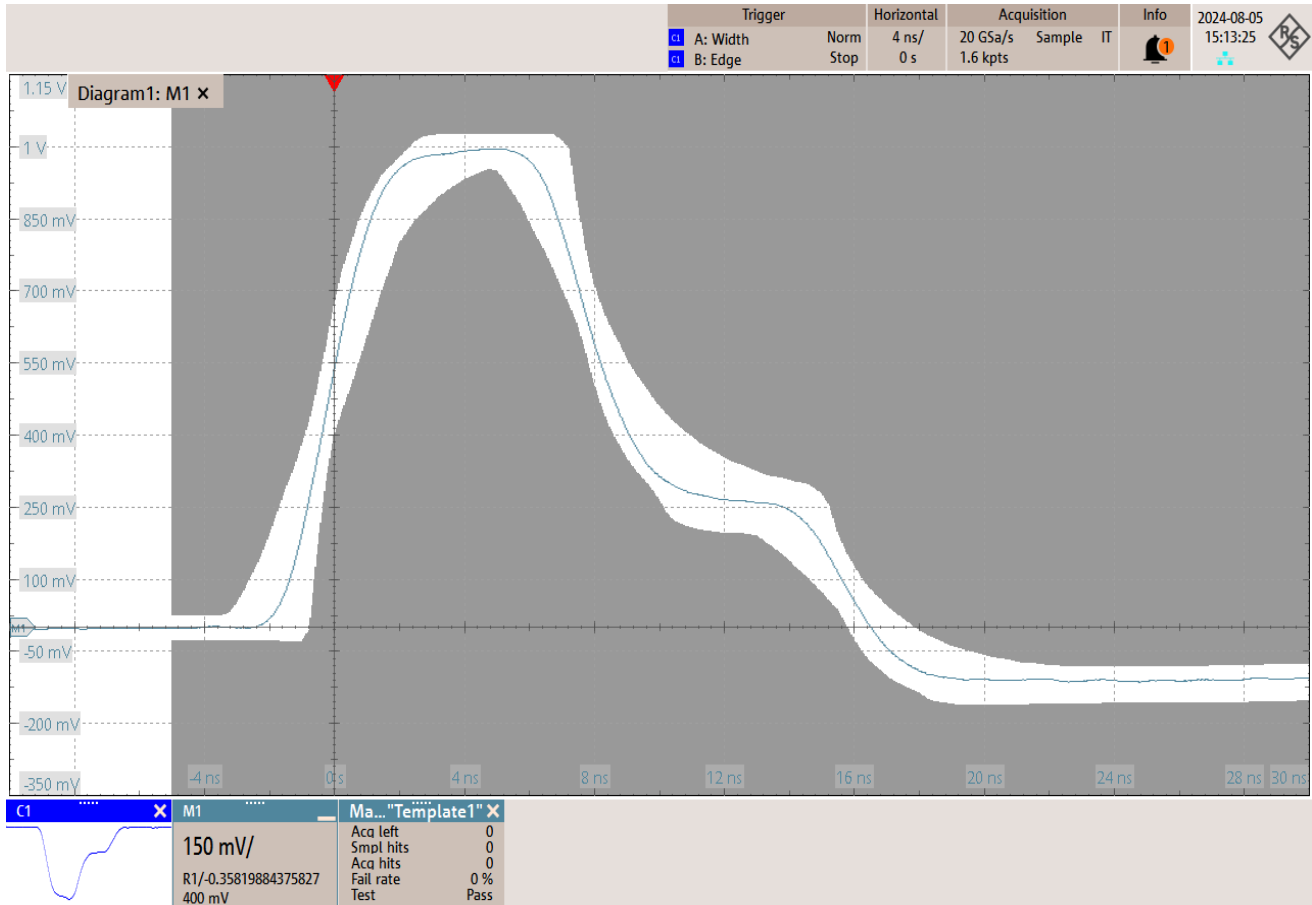 Trigger
Horizontal
Acquisition
Info
2024-08-05
15:13:25
R&S
C1 A: Width Norm
C1 B: Edge Stop
4 ns/
0 s
20 GSa/s Sample IT
1.6 kpts
1
Diagram1: M1 ×
1.15 V
1 V
850 mV
700 mV
550 mV
400 mV
250 mV
100 mV
M1
-50 mV
-200 mV
-350 mV
-4 ns 0 s 4 ns 8 ns 12 ns 16 ns 20 ns 24 ns 28 ns 30 ns
C1 ×
M1
150 mV/
R1/-0.35819884375827
400 mV
Ma..."Template1" ×
Acq left 0
Smpl hits 0
Acq hits 0
Fail rate 0 %
Test Pass